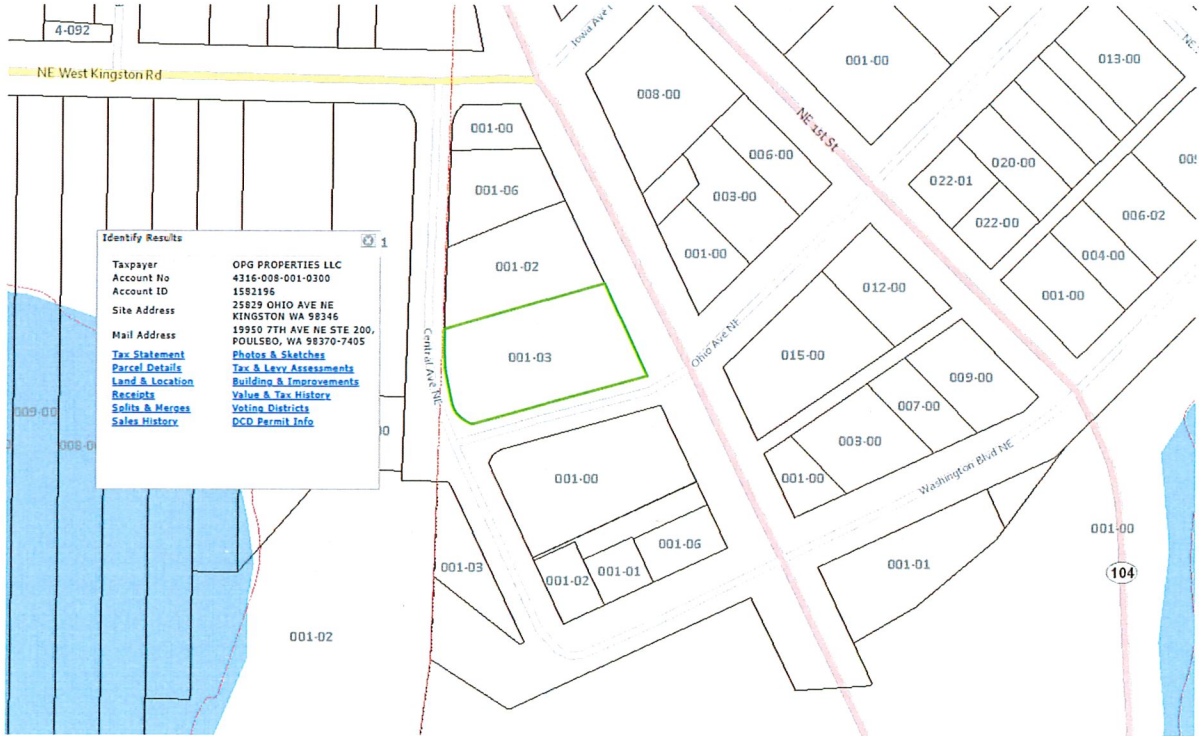 4-092
Iowa Ave
NE West Kingston Rd
001-00
013-00
008-00
NE 1st St
001-00
006-00
020-00
022-01
001-06
003-00
022-00
006-02
001-00
004-00
001-02
012-00
001-00
Identify Results
1
Taxpayer OPG PROPERTIES LLC
Account No 4316-008-001-0300
Account ID 1582196
Site Address 25829 OHIO AVE NE
KINGSTON WA 98346
Mail Address 19950 7TH AVE NE STE 200,
POULSBO, WA 98370-7405
Tax Statement Photos & Sketches
Parcel Details Tax & Levy Assessments
Land & Location Building & Improvements
Receipts Value & Tax History
Splits & Merges Voting Districts
Sales History DCD Permit Info
009-00
008-0
00
Central Ave NE
001-03
Ohio Ave NE
015-00
009-00
007-00
003-00
001-00
Washington Blvd NE
001-00
001-06
001-01
001-02
001-03
001-01
001-00
104
001-02